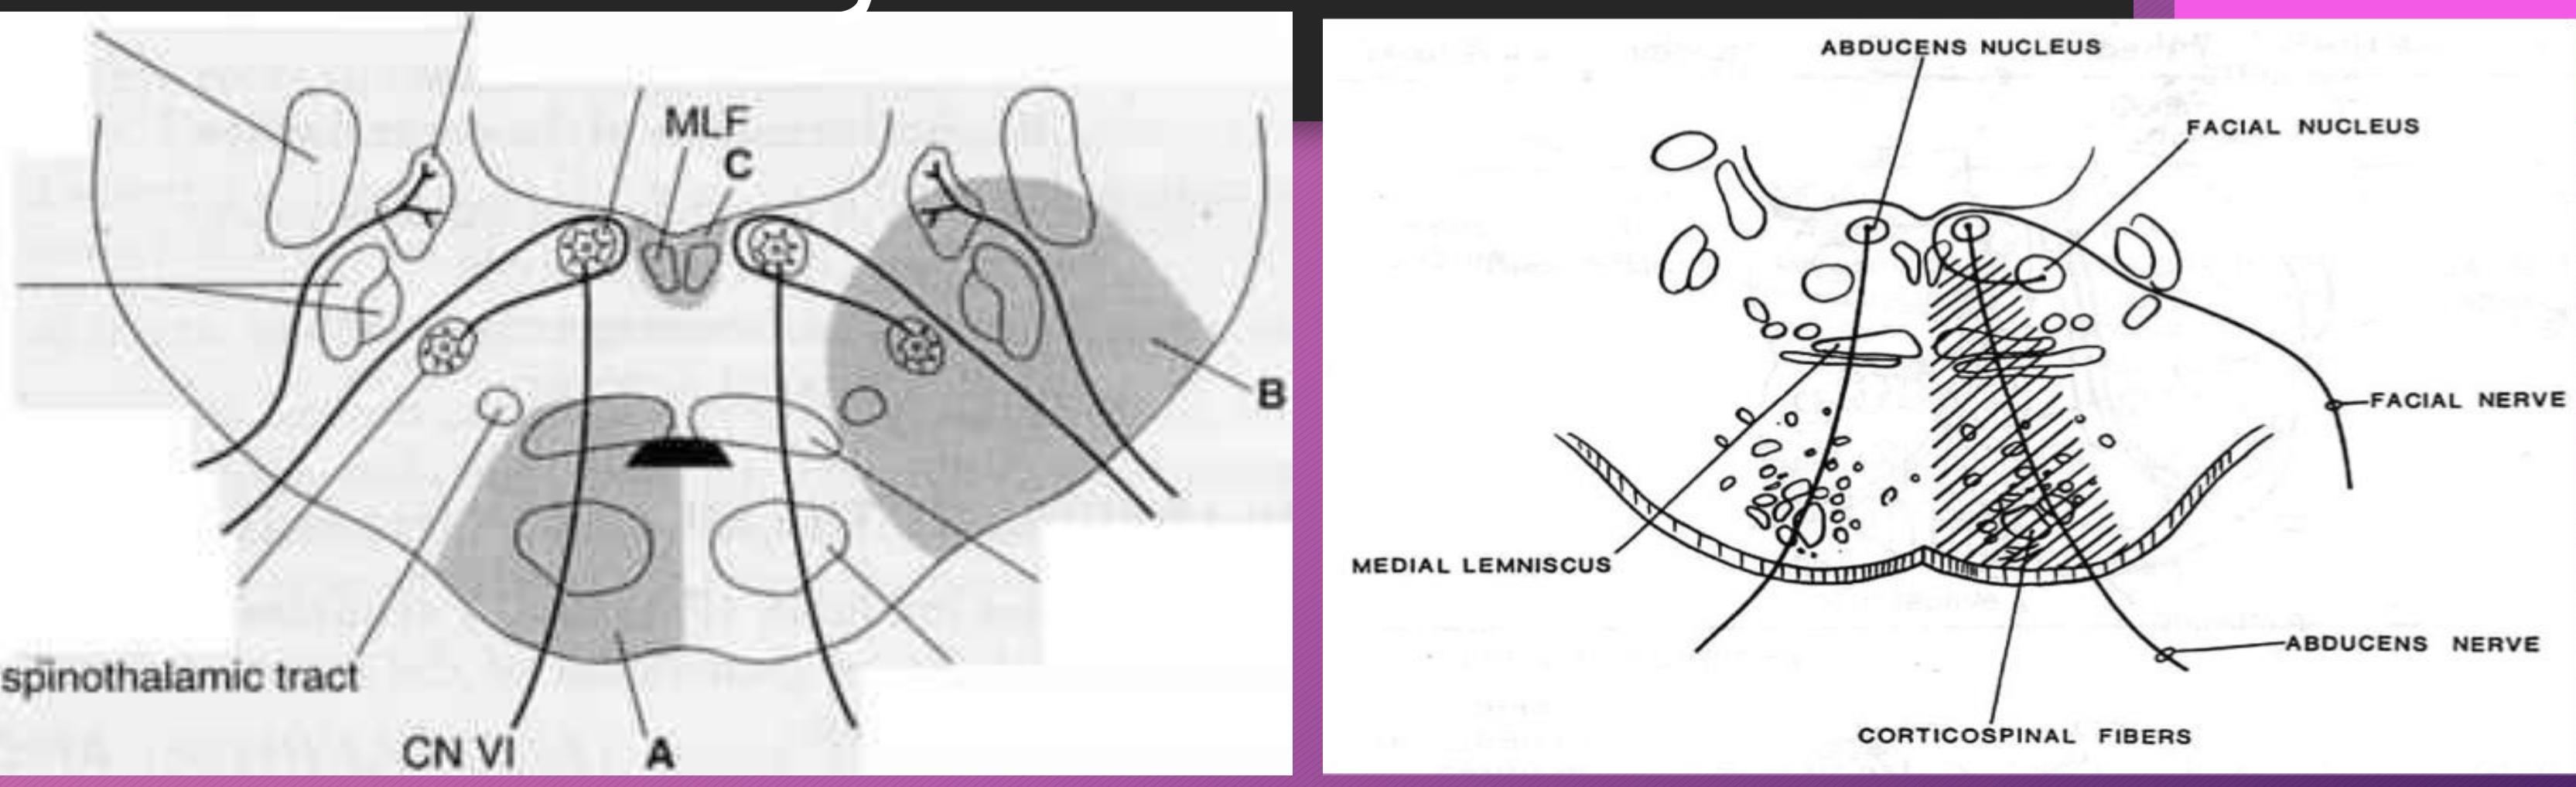 MLF
C
B
spinothalamic tract
CN VI
A
ABDUCENS NUCLEUS
FACIAL NUCLEUS
FACIAL NERVE
MEDIAL LEMNISCUS
ABDUCENS NERVE
CORTICOSPINAL FIBERS